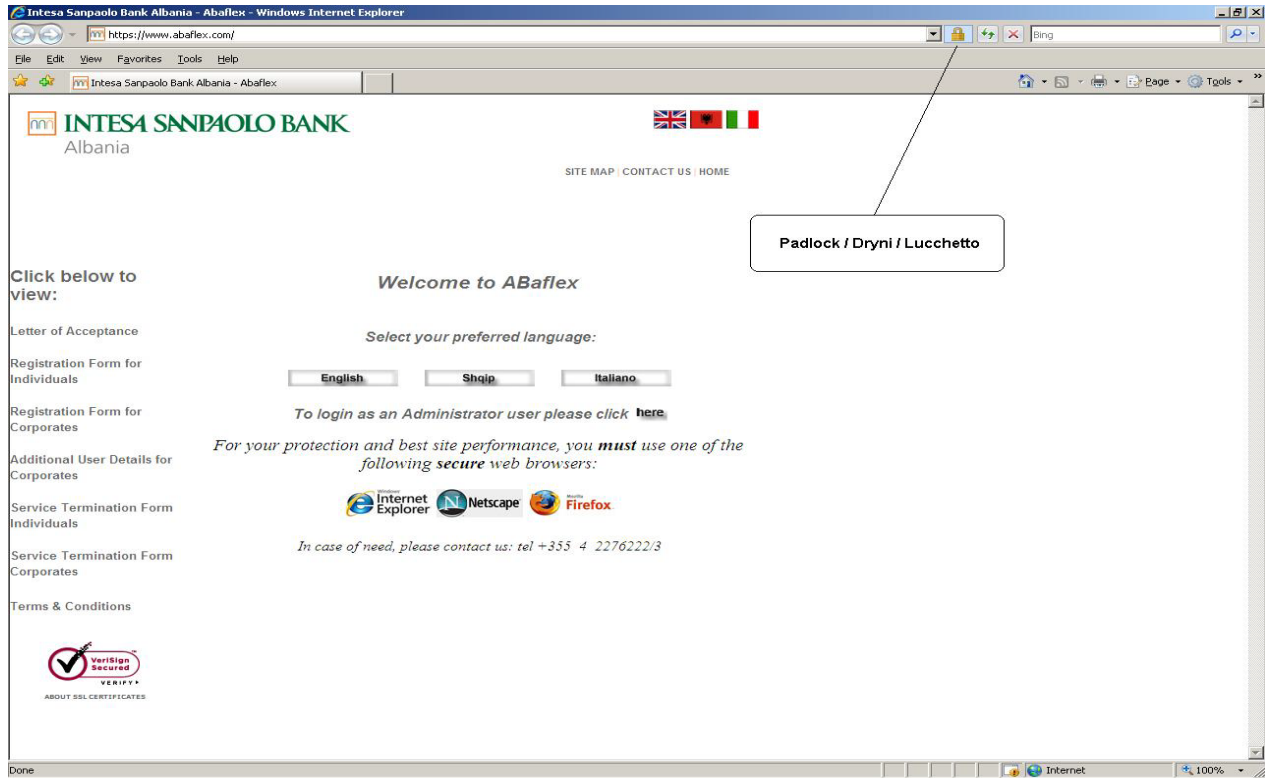 Intesa Sanpaolo Bank Albania - Abaflex - Windows Internet Explorer
https://www.abaflex.com/
Bing
File Edit View Favorites Tools Help
Intesa Sanpaolo Bank Albania - Abaflex
Page Tools
INTESA SANPAOLO BANK
Albania
SITE MAP | CONTACT US | HOME
Padlock / Dryni / Lucchetto
Click below to
view:
Letter of Acceptance
Registration Form for
Individuals
Registration Form for
Corporates
Additional User Details for
Corporates
Service Termination Form
Individuals
Service Termination Form
Corporates
Terms & Conditions
VeriSign
Secured
VERIFY
ABOUT SSL CERTIFICATES
Welcome to ABaflex
Select your preferred language:
English Shqip Italiano
To login as an Administrator user please click here
For your protection and best site performance, you must use one of the
following secure web browsers:
Windows
Internet
Explorer
Netscape
Mozilla
Firefox
In case of need, please contact us: tel +355 4 2276222/3
Done
Internet
100%